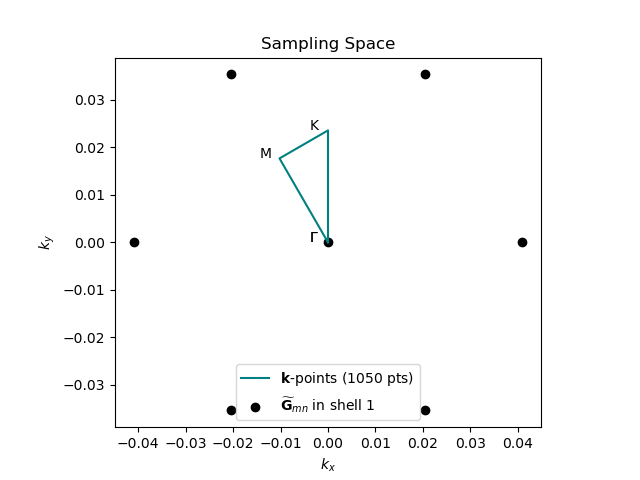 Sampling Space
0.03
0.02
0.01
0.00
−0.01
−0.02
−0.03
k_y
K
M
Γ
k-points (1050 pts)
G̃_mn in shell 1
−0.04 −0.03 −0.02 −0.01 0.00 0.01 0.02 0.03 0.04
k_x